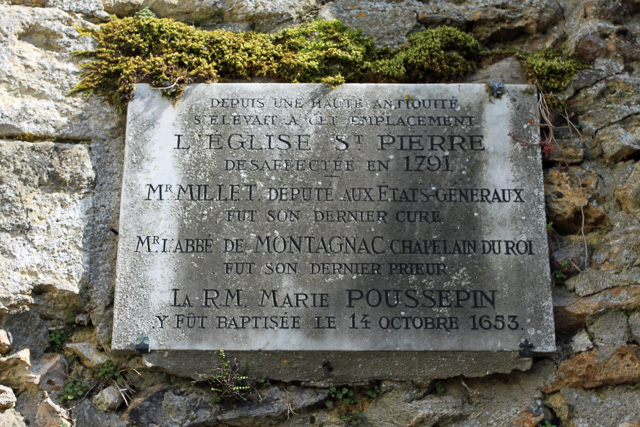 DEPUIS UNE HAUTE ANTIQUITÉ
S'ÉLEVAIT À CET EMPLACEMENT
L'ÉGLISE ST PIERRE
DESAFFECTÉE EN 1791.
MR MILLET. DÉPUTÉ AUX ÉTATS-GÉNÉRAUX
FUT SON DERNIER CURÉ
MR L'ABBÉ DE MONTAGNAC CHAPELAIN DU ROI
FUT SON DERNIER PRIEUR
LA R.M. MARIE POUSSEPIN
Y FÛT BAPTISÉE LE 14 OCTOBRE 1653.